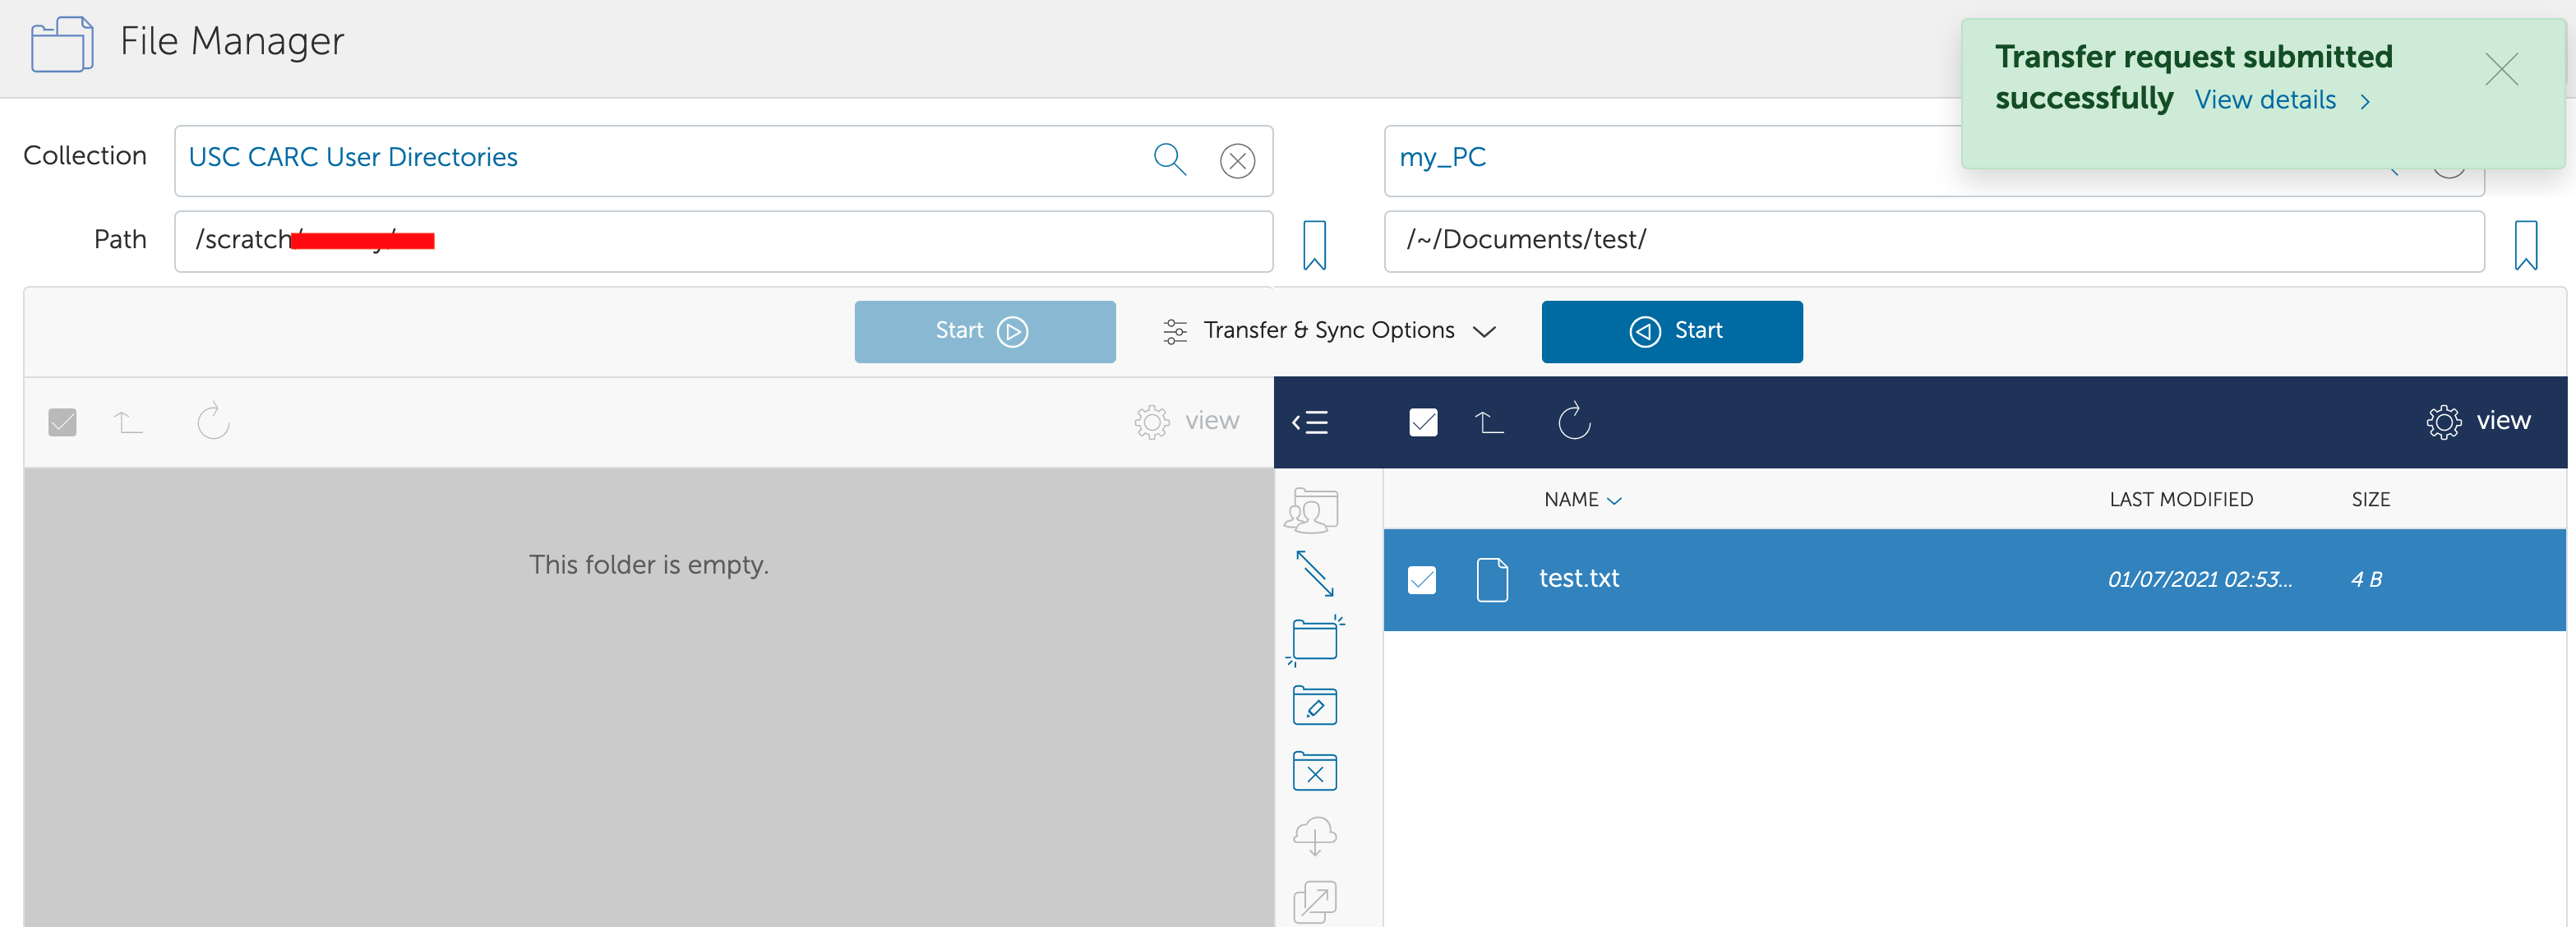 File Manager
Transfer request submitted
successfully View details
Collection
USC CARC User Directories
my_PC
Path
/scratch/
/~/Documents/test/
Start
Transfer & Sync Options
Start
view
view
NAME
LAST MODIFIED
SIZE
This folder is empty.
test.txt
01/07/2021 02:53...
4 B